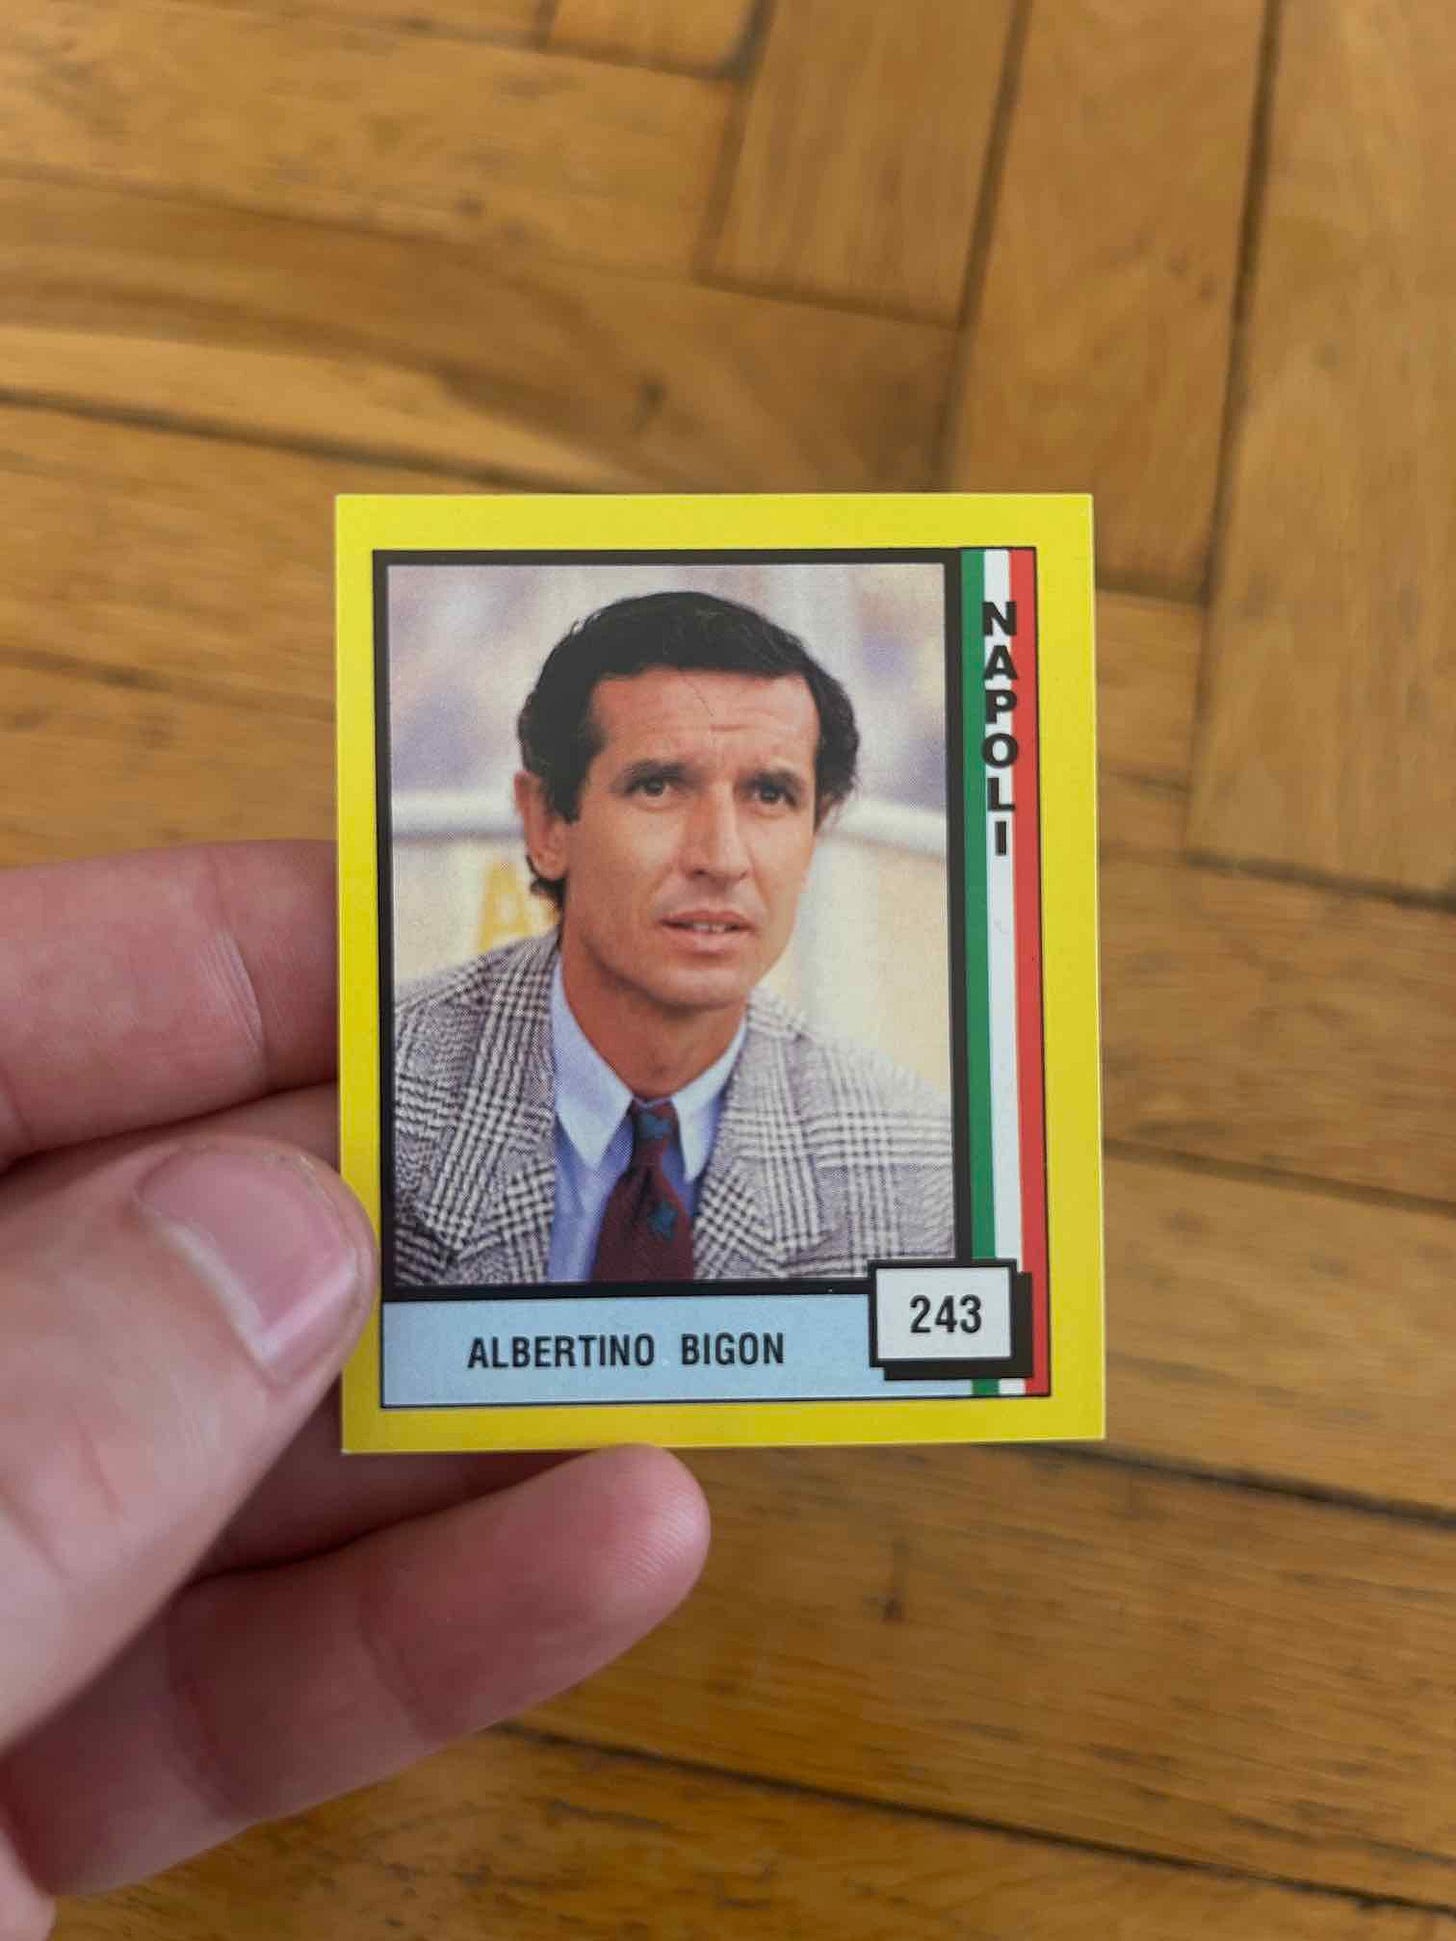 NAPOLI
ALBERTINO BIGON
243